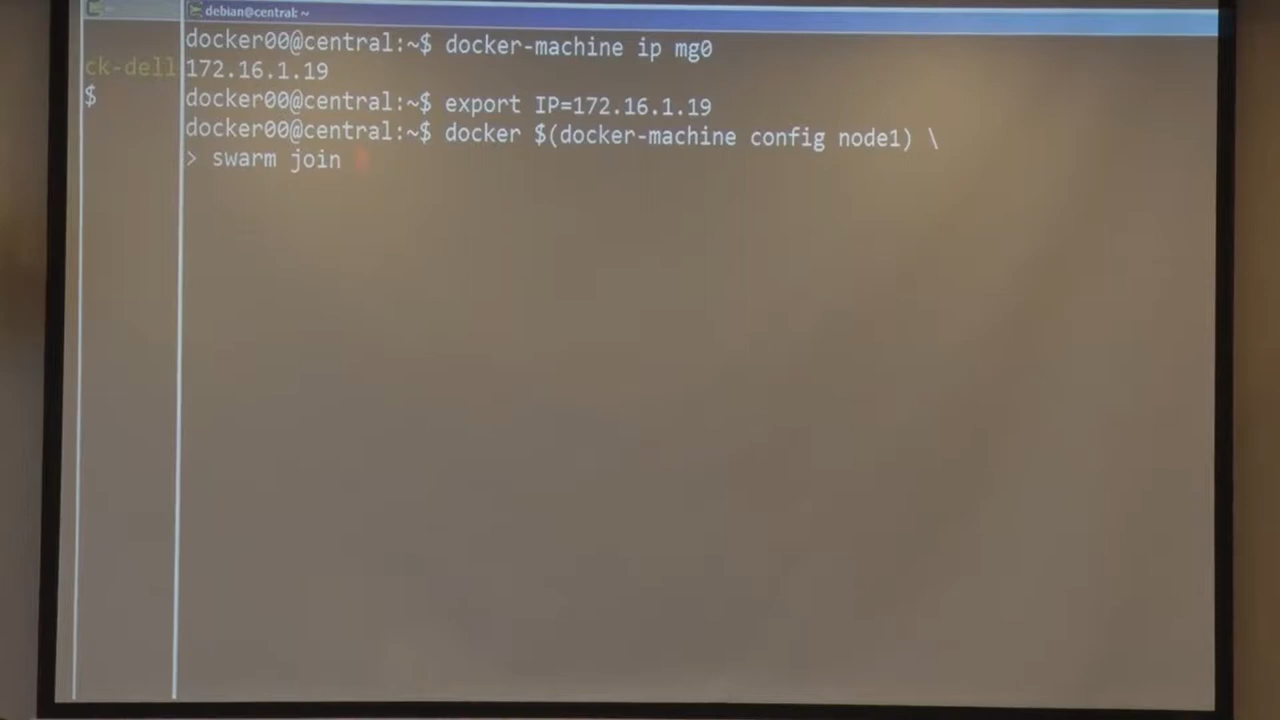 debian@central: ~
docker00@central:~$ docker-machine ip mg0
ck-dell
172.16.1.19
$
docker00@central:~$ export IP=172.16.1.19
docker00@central:~$ docker $(docker-machine config node1) \
> swarm join